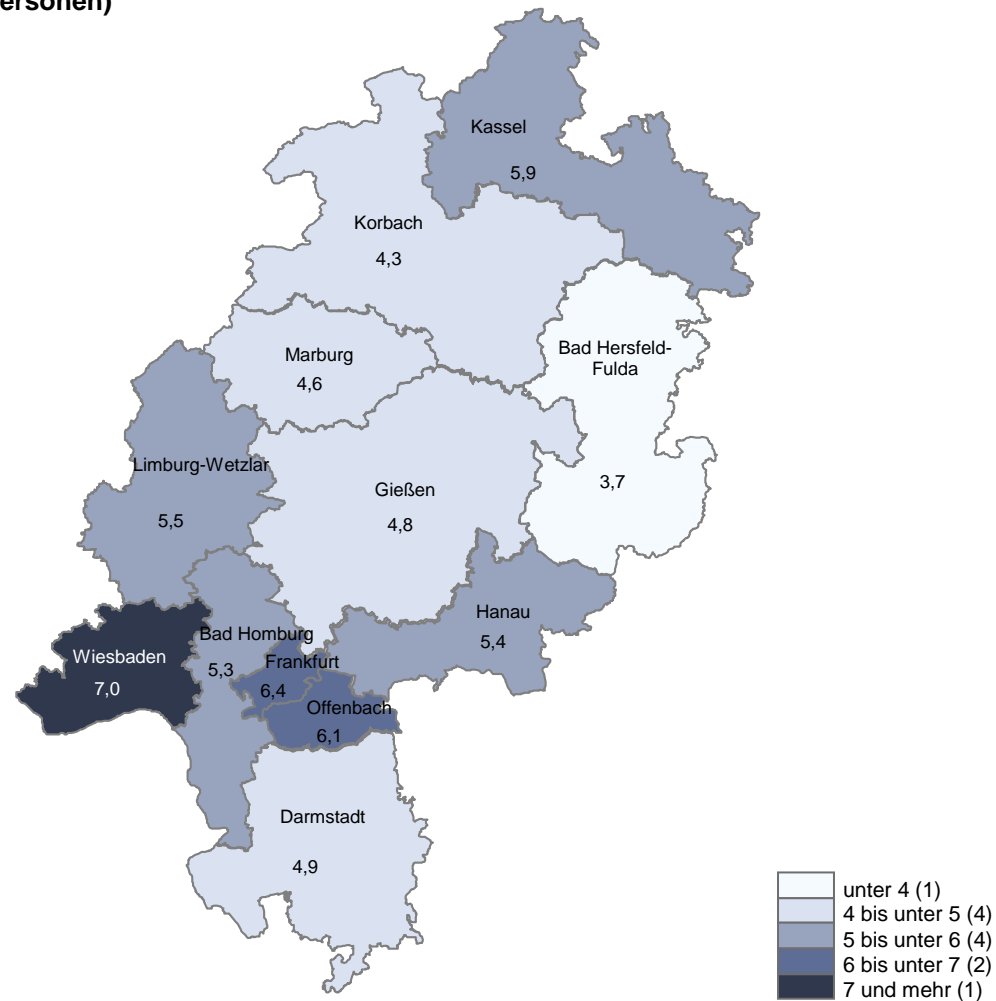 ersonen)
Kassel
5,9
Korbach
4,3
Bad Hersfeld-
Fulda
3,7
Marburg
4,6
Limburg-Wetzlar
5,5
Gießen
4,8
Hanau
5,4
Bad Homburg
5,3
Wiesbaden
7,0
Frankfurt
6,4
Offenbach
6,1
Darmstadt
4,9
unter 4 (1)
4 bis unter 5 (4)
5 bis unter 6 (4)
6 bis unter 7 (2)
7 und mehr (1)